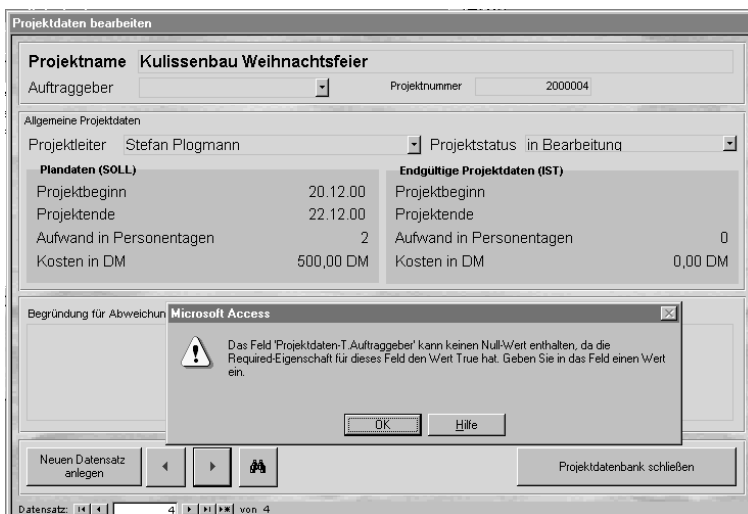 Projektdaten bearbeiten
Projektname Kulissenbau Weihnachtsfeier
Auftraggeber Projektnummer 2000004
Allgemeine Projektdaten
Projektleiter Stefan Plogmann Projektstatus in Bearbeitung
Plandaten (SOLL) Endgültige Projektdaten (IST)
Projektbeginn 20.12.00 Projektbeginn
Projektende 22.12.00 Projektende
Aufwand in Personentagen 2 Aufwand in Personentagen 0
Kosten in DM 500,00 DM Kosten in DM 0,00 DM
Begründung für Abweichun Microsoft Access
Das Feld 'Projektdaten-T.Auftraggeber' kann keinen Null-Wert enthalten, da die
Required-Eigenschaft für dieses Feld den Wert True hat. Geben Sie in das Feld einen Wert
ein.
OK Hilfe
Neuen Datensatz
anlegen
Projektdatenbank schließen
Datensatz: 4 von 4